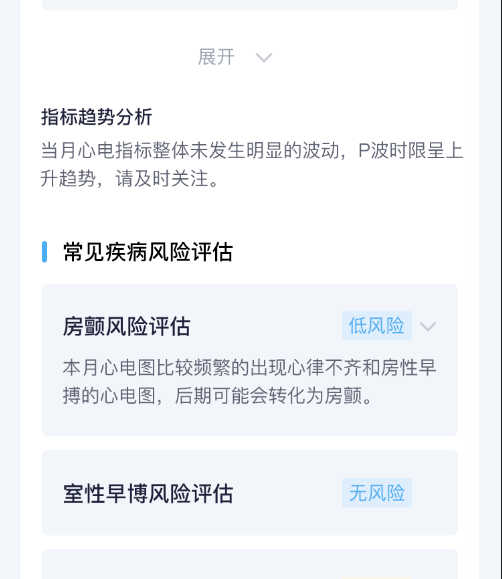 展开
指标趋势分析
当月心电指标整体未发生明显的波动，P波时限呈上
升趋势，请及时关注。
常见疾病风险评估
房颤风险评估 低风险
本月心电图比较频繁的出现心律不齐和房性早
搏的心电图，后期可能会转化为房颤。
室性早博风险评估 无风险